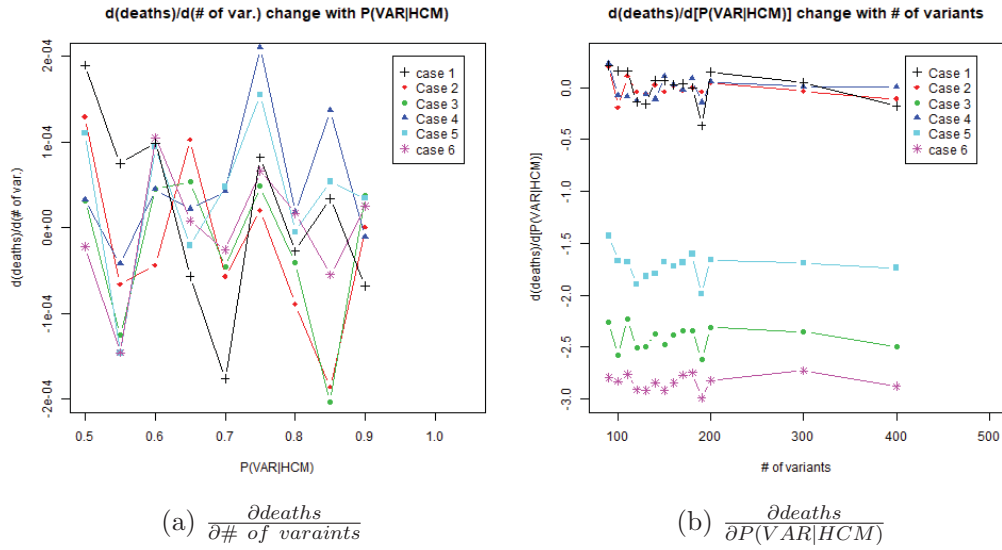 d(deaths)/d(# of var.) change with P(VAR|HCM)
d(deaths)/d(# of var.)
2e-04
1e-04
0e+00
-1e-04
-2e-04
0.5 0.6 0.7 0.8 0.9 1.0
P(VAR|HCM)
case 1
Case 2
Case 3
Case 4
Case 5
case 6
(a) ∂deaths / ∂# of varaints
d(deaths)/d[P(VAR|HCM)] change with # of variants
d(deaths)/d[P(VAR|HCM)]
0.0
-0.5
-1.0
-1.5
-2.0
-2.5
-3.0
100 200 300 400 500
# of variants
Case 1
Case 2
Case 3
Case 4
Case 5
case 6
(b) ∂deaths / ∂P(VAR|HCM)